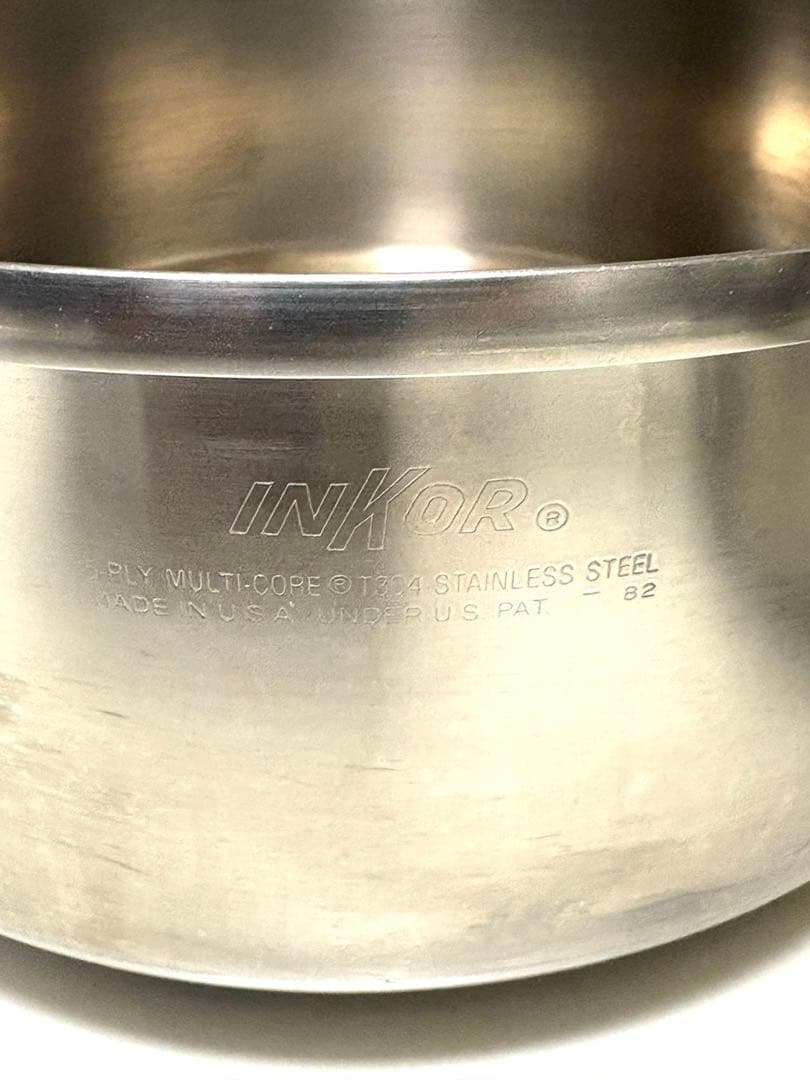 INKOR ®
-PLY MULTI-CORE ® T304 STAINLESS STEEL
MADE IN U S A UNDER U.S. PAT. – 82